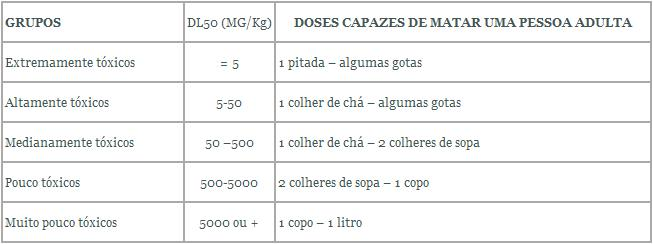 GRUPOS DL50 (MG/Kg) DOSES CAPAZES DE MATAR UMA PESSOA ADULTA
Extremamente tóxicos = 5 1 pitada – algumas gotas
Altamente tóxicos 5-50 1 colher de chá – algumas gotas
Medianamente tóxicos 50 –500 1 colher de chá – 2 colheres de sopa
Pouco tóxicos 500-5000 2 colheres de sopa – 1 copo
Muito pouco tóxicos 5000 ou + 1 copo – 1 litro